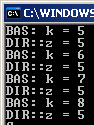 C:\WINDOWS
BAS: k = 5
DIR::z = 5
BAS: k = 6
DIR::z = 5
BAS: k = 7
DIR::z = 5
BAS: k = 8
DIR::z = 5